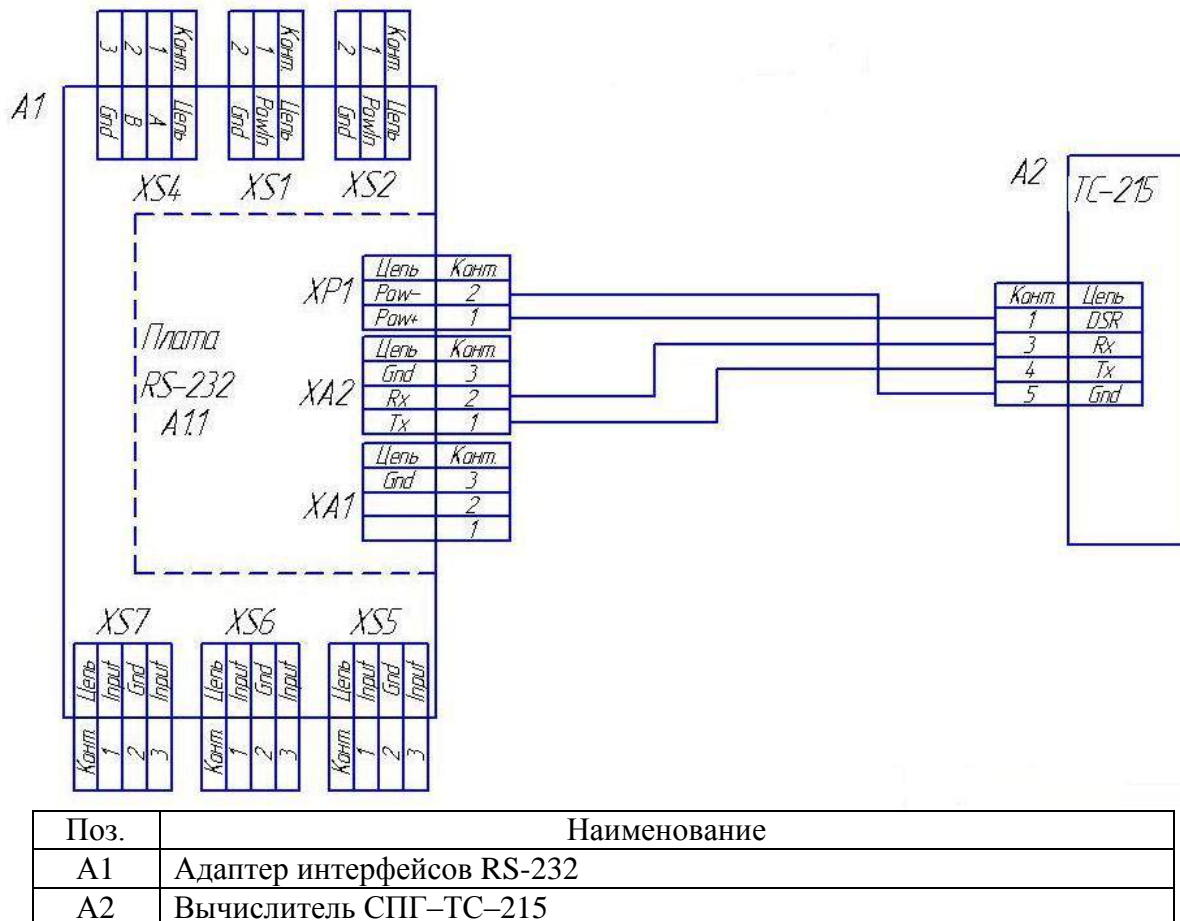 А1
3 2 1 Конт.
Gnd B A Цепь
XS4
2 1 Конт.
Gnd PowIn Цепь
XS1
2 1 Конт.
Gnd PowIn Цепь
XS2
Плата
RS-232
А1.1
XP1
Цепь Конт.
Pow- 2
Pow+ 1
XA2
Цепь Конт.
Gnd 3
Rx 2
Tx 1
XA1
Цепь Конт.
Gnd 3
2
1
А2
ТС-215
Конт. Цепь
1 DSR
3 Rx
4 Tx
5 Gnd
XS7
Цепь Input Gnd Input
Конт. 1 2 3
XS6
Цепь Input Gnd Input
Конт. 1 2 3
XS5
Цепь Input Gnd Input
Конт. 1 2 3
Поз. Наименование
А1 Адаптер интерфейсов RS-232
А2 Вычислитель СПГ–ТС–215